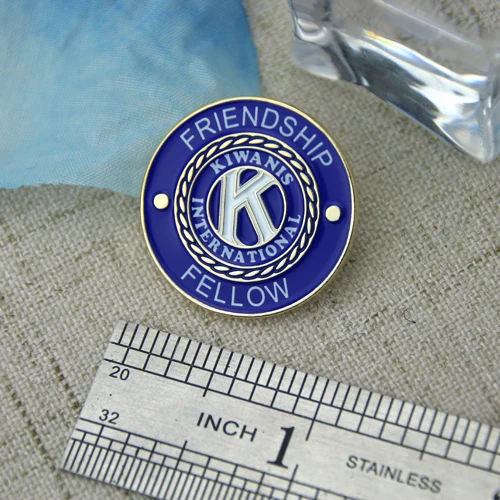 FRIENDSHIP
KIWANIS
K
INTERNATIONAL
FELLOW
20
32
INCH 1 STAINLESS